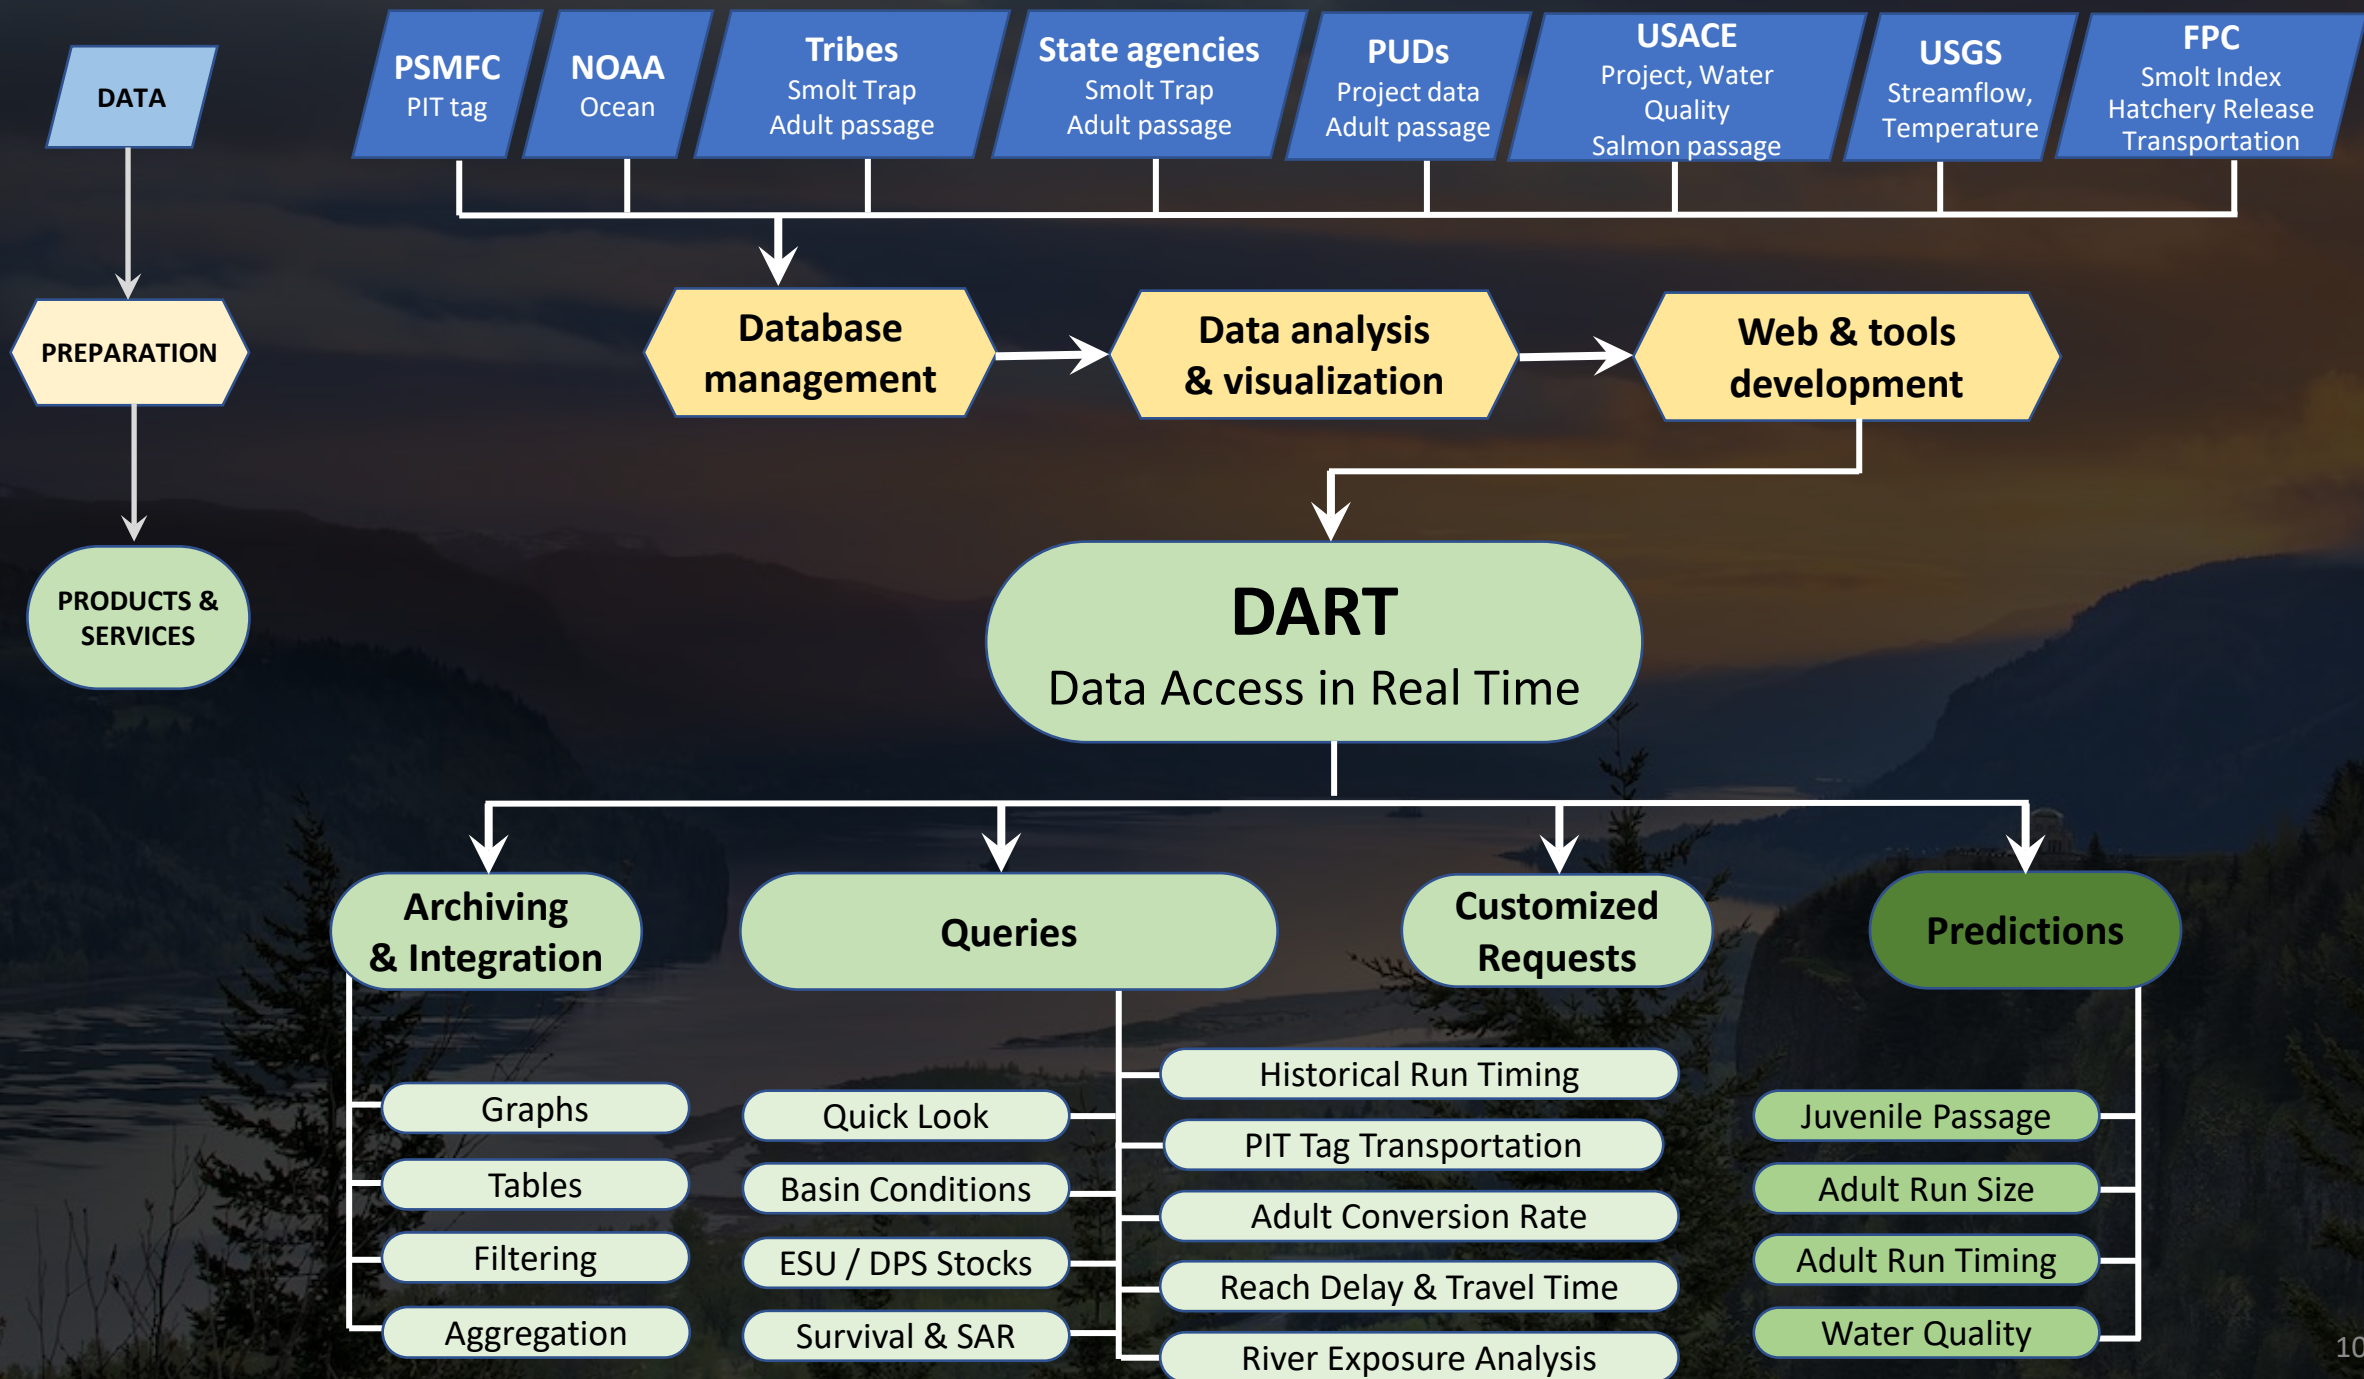 DATA
PSMFC
PIT tag
NOAA
Ocean
Tribes
Smolt Trap
Adult passage
State agencies
Smolt Trap
Adult passage
PUDs
Project data
Adult passage
USACE
Project, Water
Quality
Salmon passage
USGS
Streamflow,
Temperature
FPC
Smolt Index
Hatchery Release
Transportation
PREPARATION
Database
management
Data analysis
& visualization
Web & tools
development
PRODUCTS &
SERVICES
DART
Data Access in Real Time
Archiving
& Integration
Graphs
Tables
Filtering
Aggregation
Queries
Quick Look
Basin Conditions
ESU / DPS Stocks
Survival & SAR
Historical Run Timing
PIT Tag Transportation
Adult Conversion Rate
Reach Delay & Travel Time
River Exposure Analysis
Customized
Requests
Predictions
Juvenile Passage
Adult Run Size
Adult Run Timing
Water Quality
10